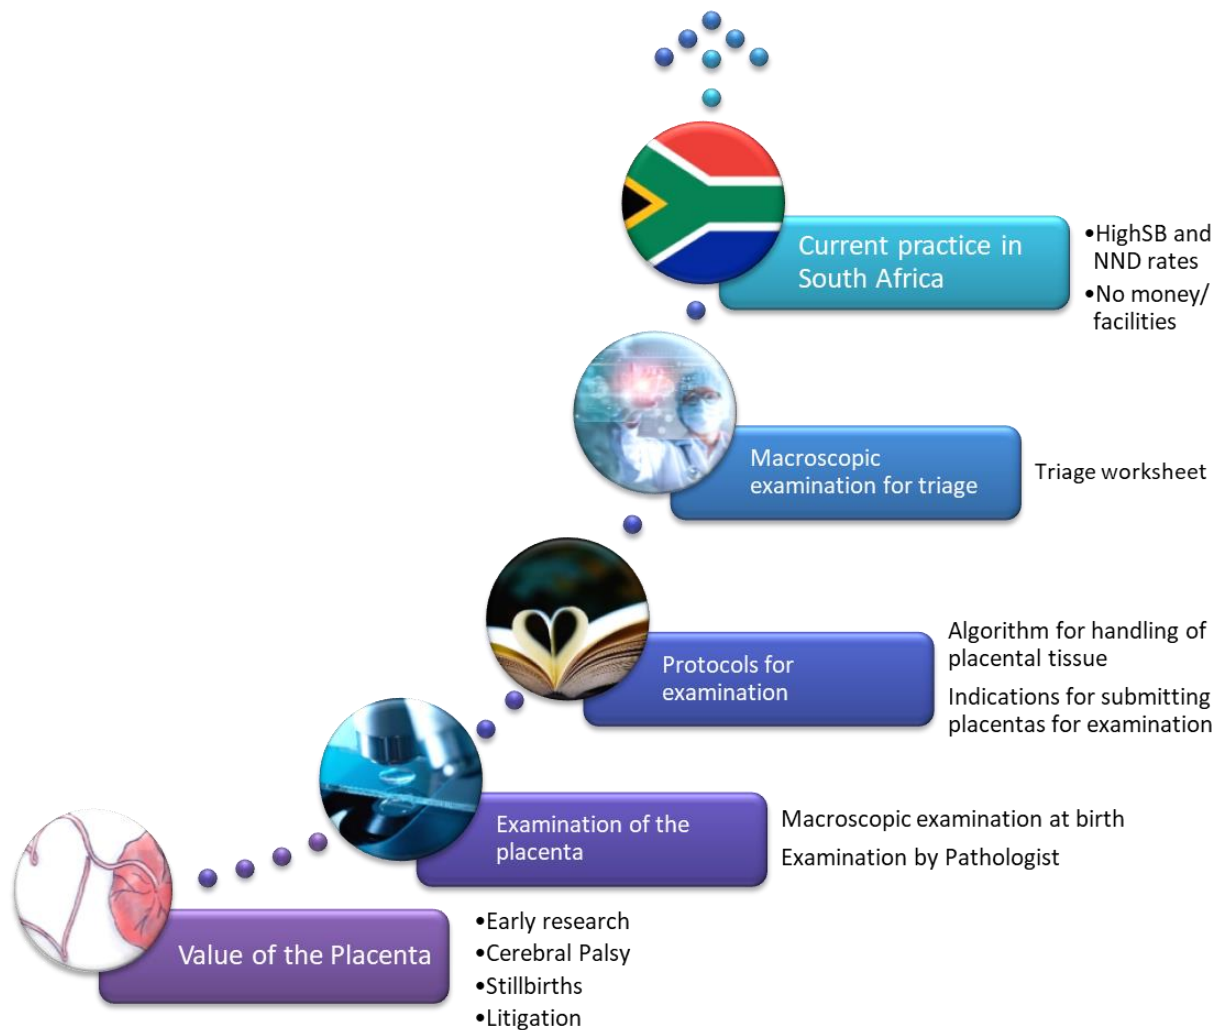 Current practice in
South Africa
•HighSB and
NND rates
•No money/
facilities
Macroscopic
examination for triage
Triage worksheet
Protocols for
examination
Algorithm for handling of
placental tissue
Indications for submitting
placentas for examination
Examination of the
placenta
Macroscopic examination at birth
Examination by Pathologist
Value of the Placenta
•Early research
•Cerebral Palsy
•Stillbirths
•Litigation